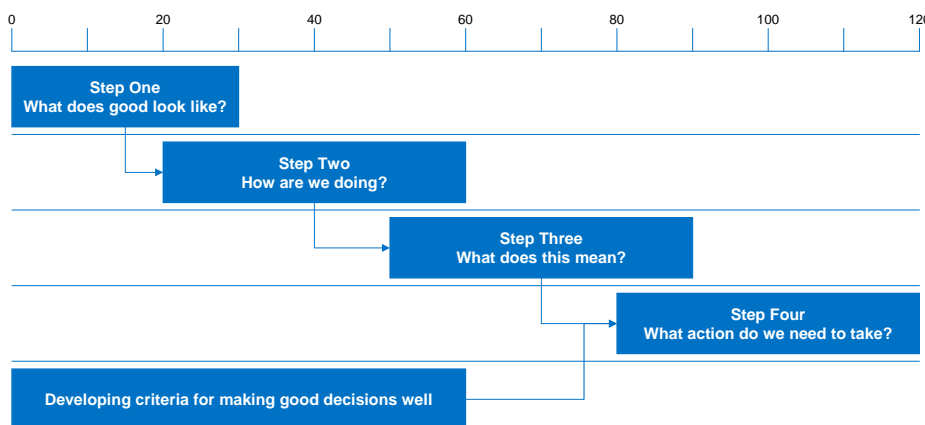 0 20 40 60 80 100 120
Step One
What does good look like?
Step Two
How are we doing?
Step Three
What does this mean?
Step Four
What action do we need to take?
Developing criteria for making good decisions well